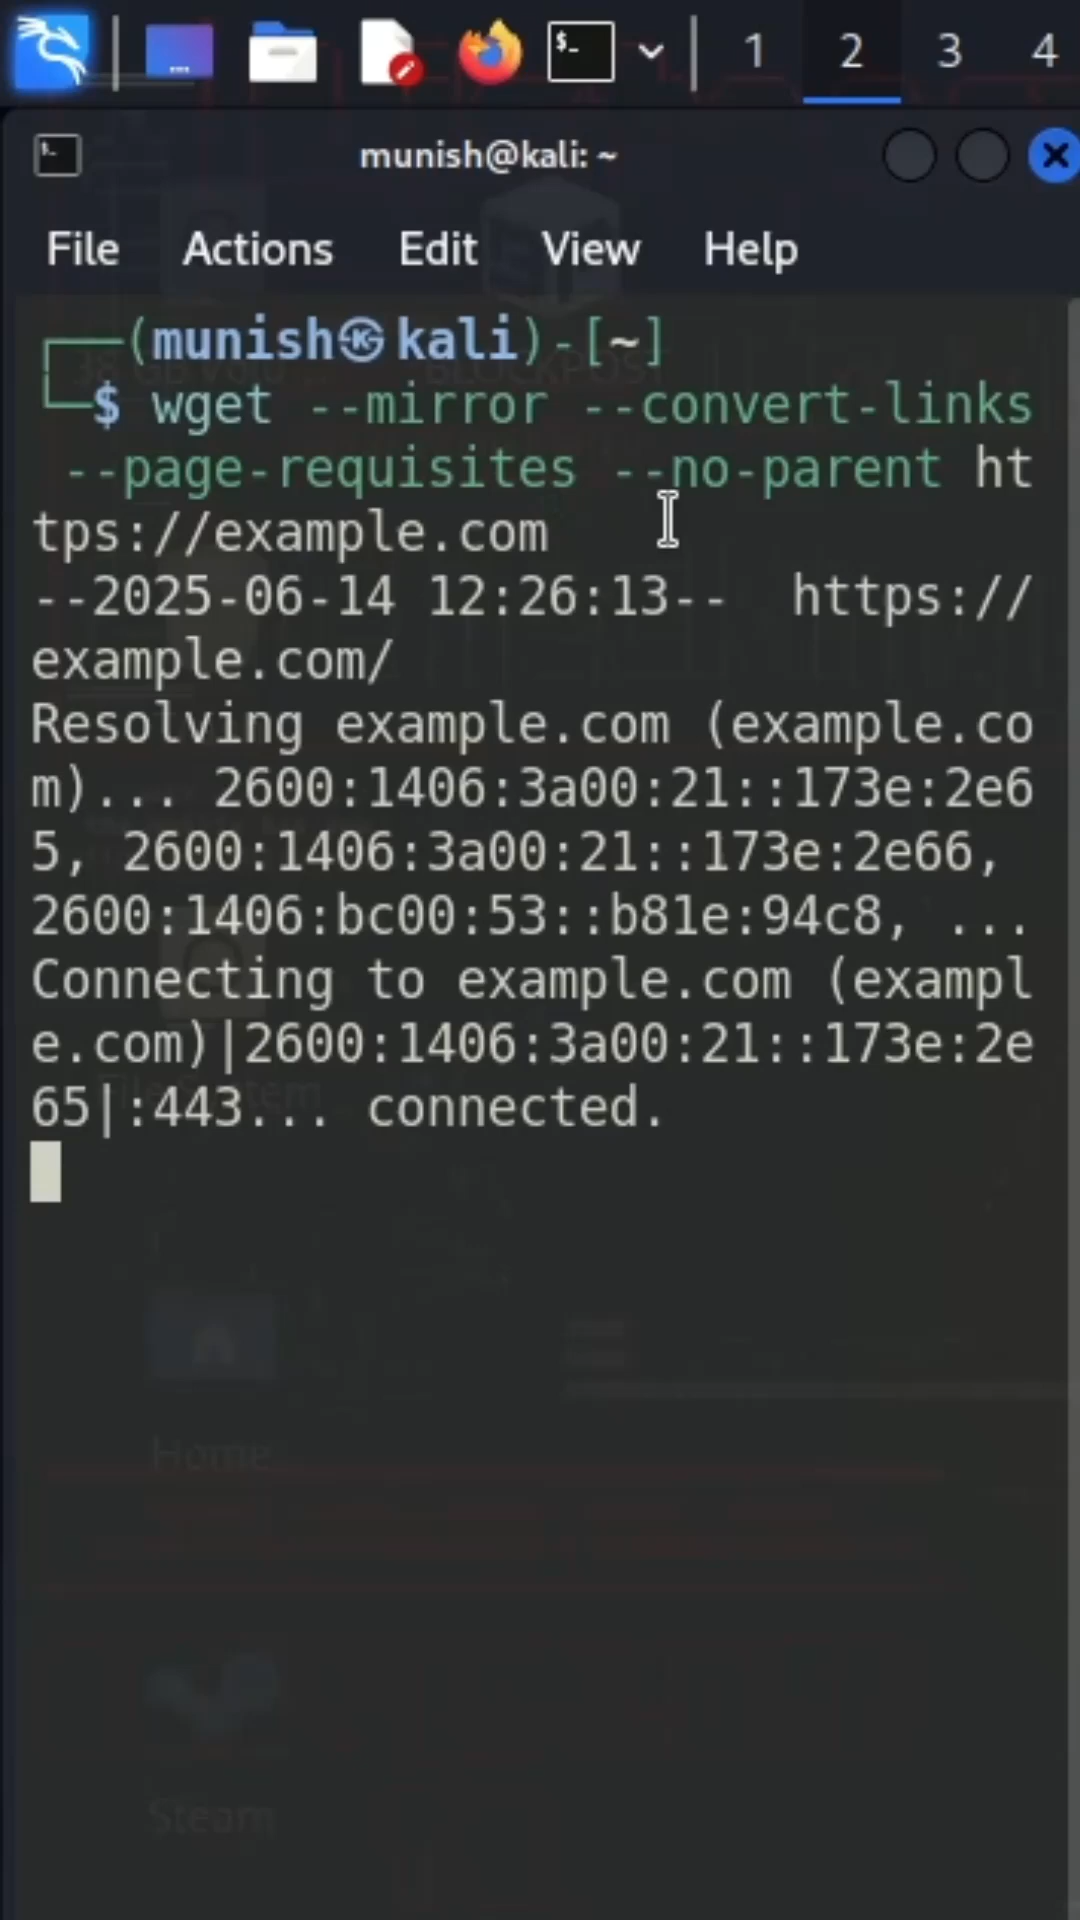 1 2 3 4
munish@kali: ~
File Actions Edit View Help
┌──(munish㉿kali)-[~]
└─$ wget --mirror --convert-links
--page-requisites --no-parent ht
tps://example.com
--2025-06-14 12:26:13--  https://
example.com/
Resolving example.com (example.co
m)... 2600:1406:3a00:21::173e:2e6
5, 2600:1406:3a00:21::173e:2e66,
2600:1406:bc00:53::b81e:94c8, ...
Connecting to example.com (exampl
e.com)|2600:1406:3a00:21::173e:2e
65|:443... connected.
Home
Steam